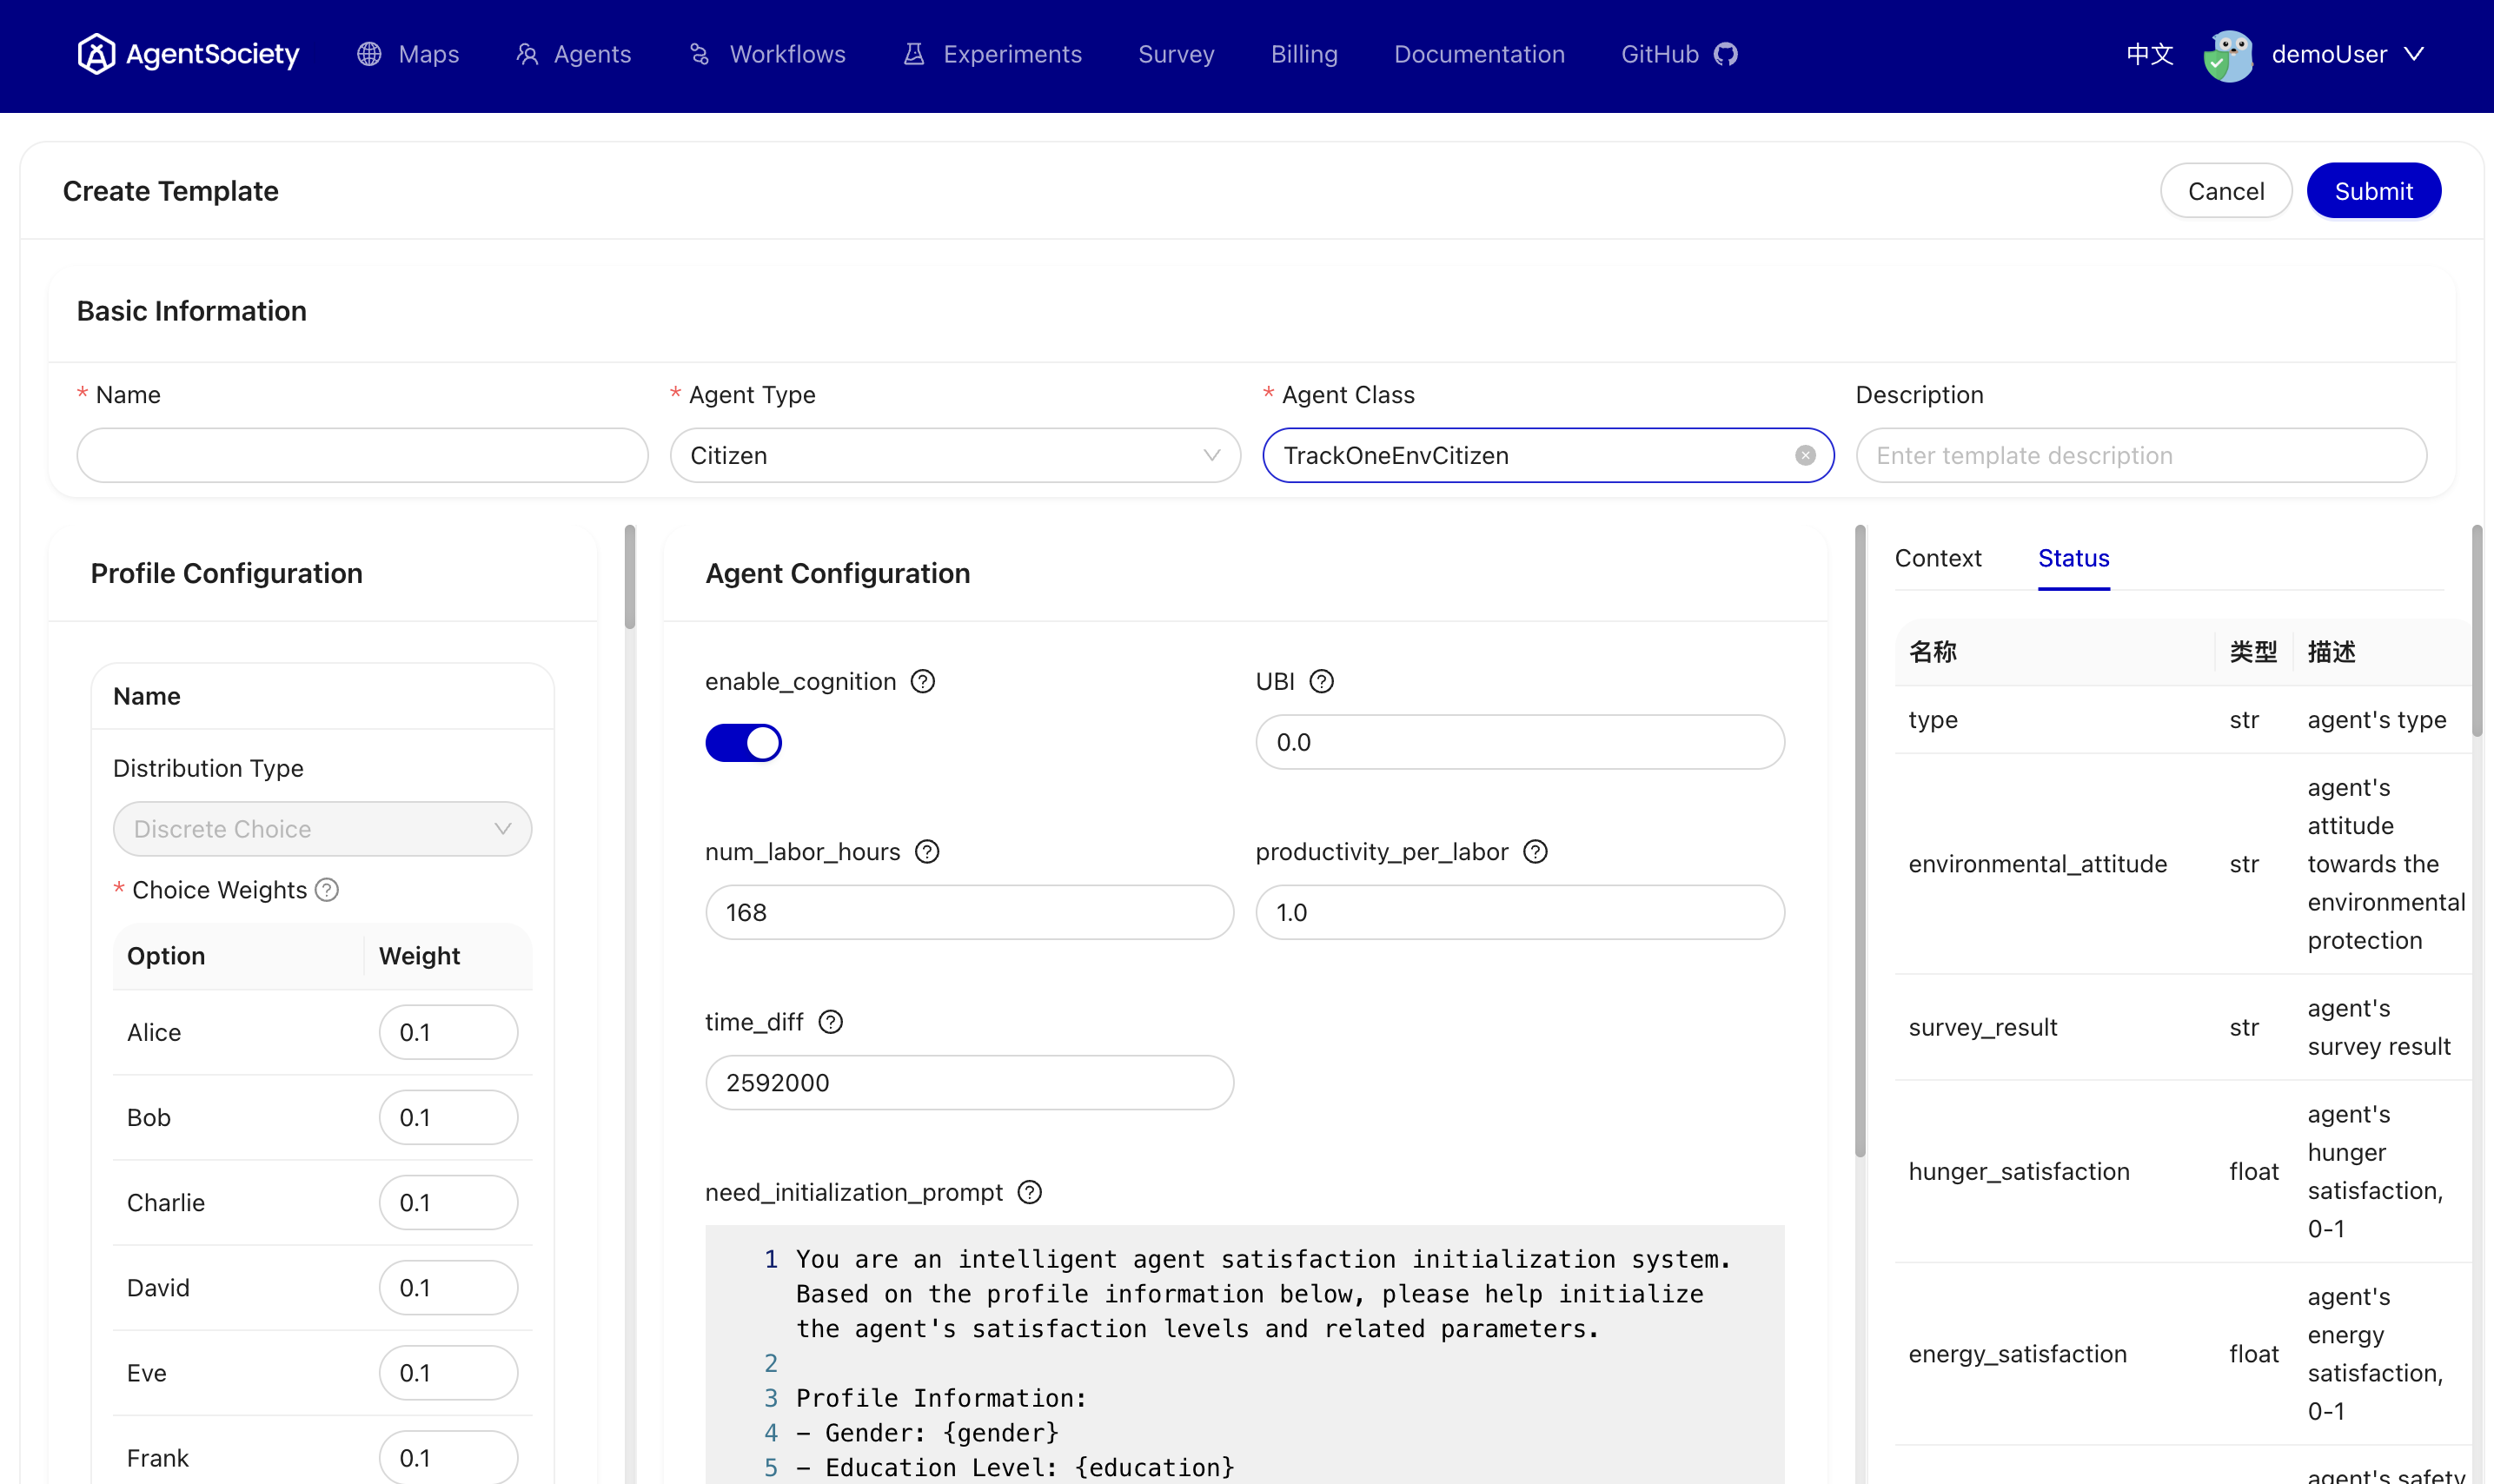 AgentSociety Maps Agents Workflows Experiments Survey Billing Documentation GitHub 中文 demoUser
Create Template
Cancel Submit
Basic Information
* Name
* Agent Type
* Agent Class
Description
Citizen
TrackOneEnvCitizen
Enter template description
Profile Configuration
Name
Distribution Type
Discrete Choice
* Choice Weights
Option Weight
Alice 0.1
Bob 0.1
Charlie 0.1
David 0.1
Eve 0.1
Frank 0.1
Agent Configuration
enable_cognition
UBI
0.0
num_labor_hours
productivity_per_labor
168
1.0
time_diff
2592000
need_initialization_prompt
1 You are an intelligent agent satisfaction initialization system.
Based on the profile information below, please help initialize
the agent's satisfaction levels and related parameters.
2
3 Profile Information:
4 - Gender: {gender}
5 - Education Level: {education}
Context Status
名称 类型 描述
type str agent's type
environmental_attitude str agent's
attitude
towards the
environmental
protection
survey_result str agent's
survey result
hunger_satisfaction float agent's
hunger
satisfaction,
0-1
energy_satisfaction float agent's
energy
satisfaction,
0-1
agent's safety